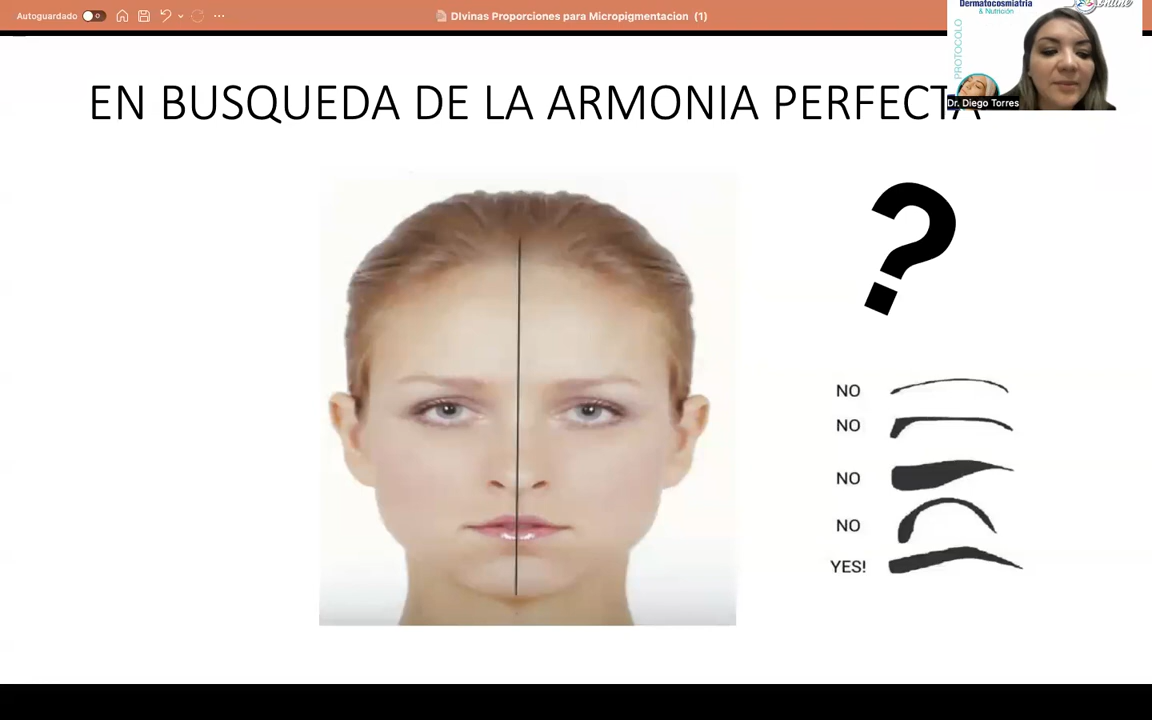 Autoguardado
DIvinas Proporciones para Micropigmentacion (1)
Dermatocosmiatria
& Nutrición
online
PROTOCOLO
Dr. Diego Torres
EN BUSQUEDA DE LA ARMONIA PERFECTA
?
NO
NO
NO
NO
YES!